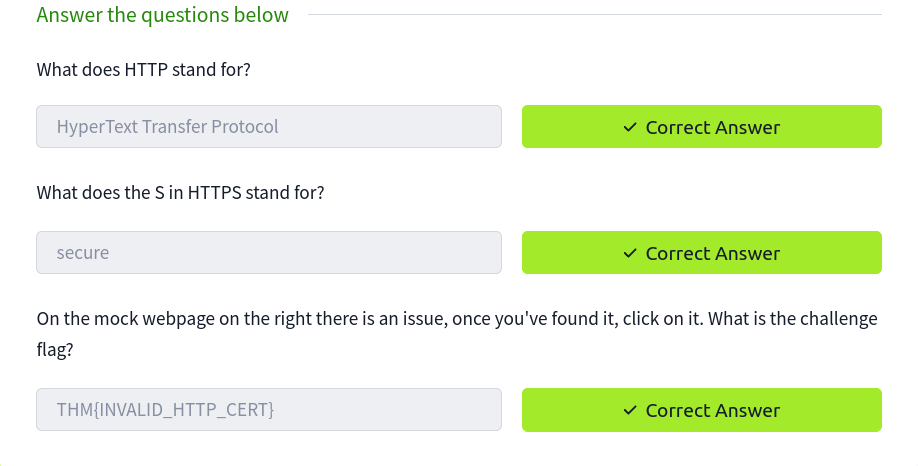 Answer the questions below
What does HTTP stand for?
HyperText Transfer Protocol
✓ Correct Answer
What does the S in HTTPS stand for?
secure
✓ Correct Answer
On the mock webpage on the right there is an issue, once you've found it, click on it. What is the challenge
flag?
THM{INVALID_HTTP_CERT}
✓ Correct Answer